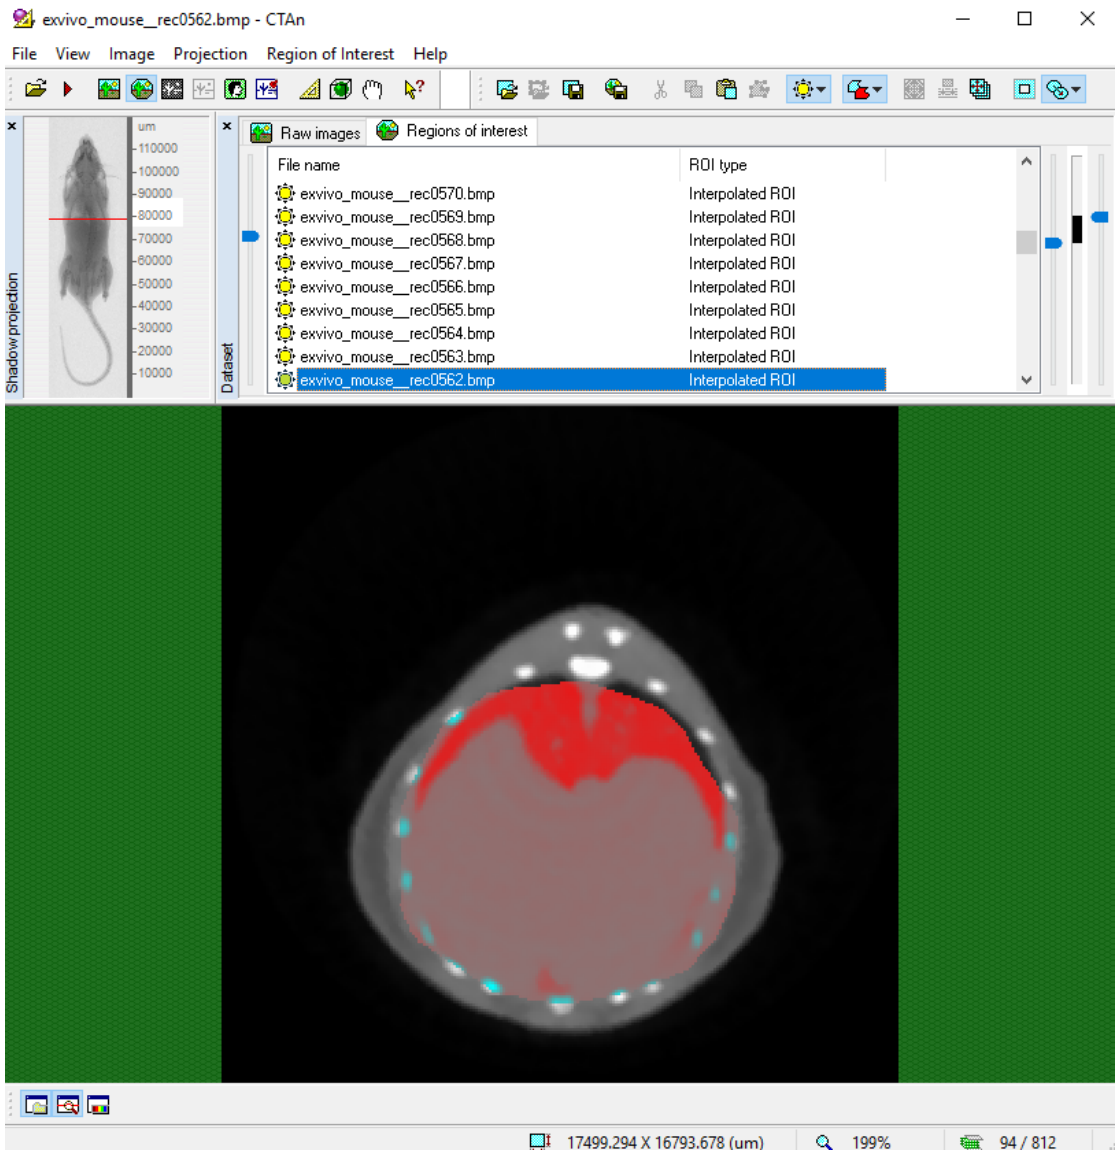 exvivo_mouse__rec0562.bmp - CTAn
File View Image Projection Region of Interest Help
um
110000
100000
90000
80000
70000
60000
50000
40000
30000
20000
10000
Shadow projection
Dataset
Raw images Regions of interest
File name ROI type
exvivo_mouse__rec0570.bmp Interpolated ROI
exvivo_mouse__rec0569.bmp Interpolated ROI
exvivo_mouse__rec0568.bmp Interpolated ROI
exvivo_mouse__rec0567.bmp Interpolated ROI
exvivo_mouse__rec0566.bmp Interpolated ROI
exvivo_mouse__rec0565.bmp Interpolated ROI
exvivo_mouse__rec0564.bmp Interpolated ROI
exvivo_mouse__rec0563.bmp Interpolated ROI
exvivo_mouse__rec0562.bmp Interpolated ROI
17499.294 X 16793.678 (um) 199% 94 / 812